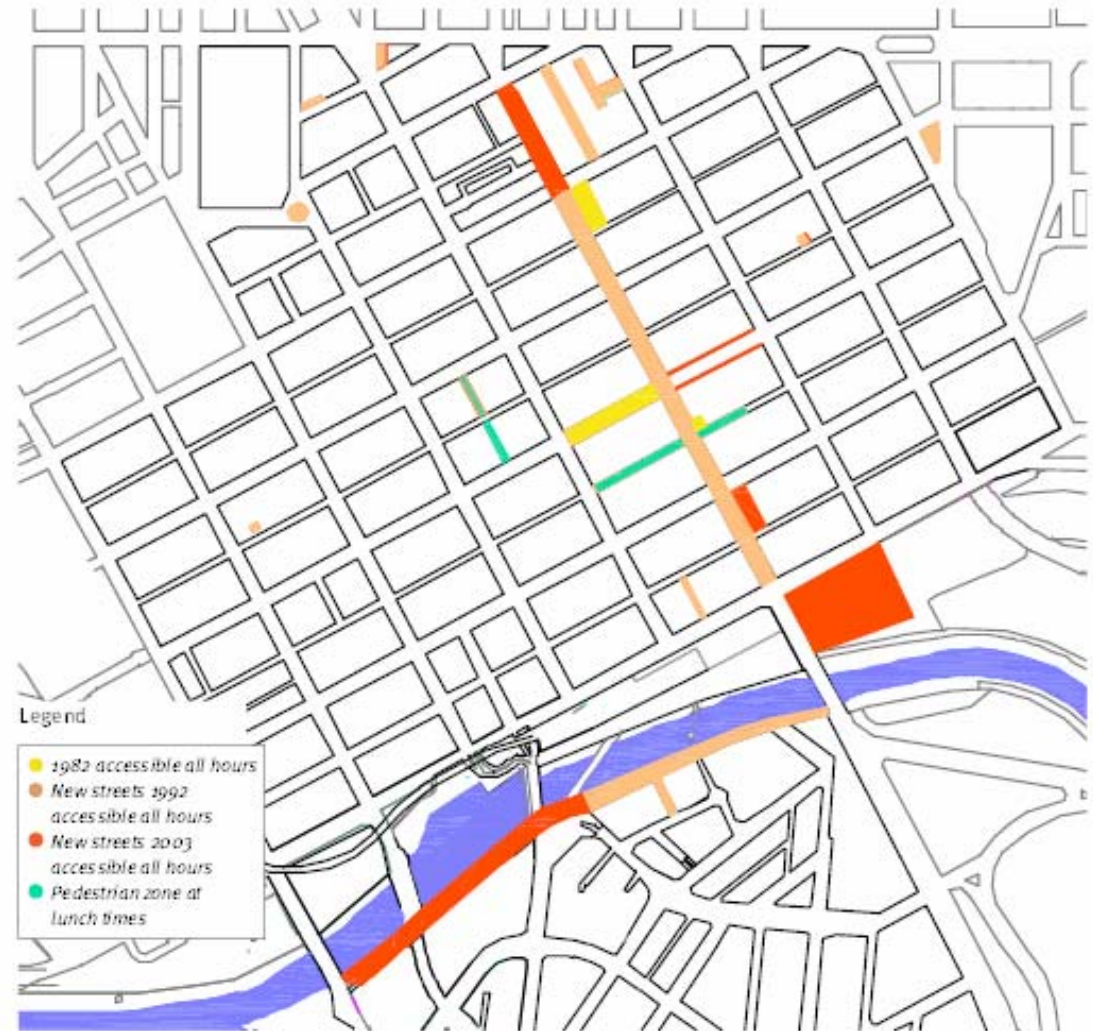 Legend
1982 accessible all hours
New streets 1992
accessible all hours
New streets 2003
accessible all hours
Pedestrian zone at
lunch times